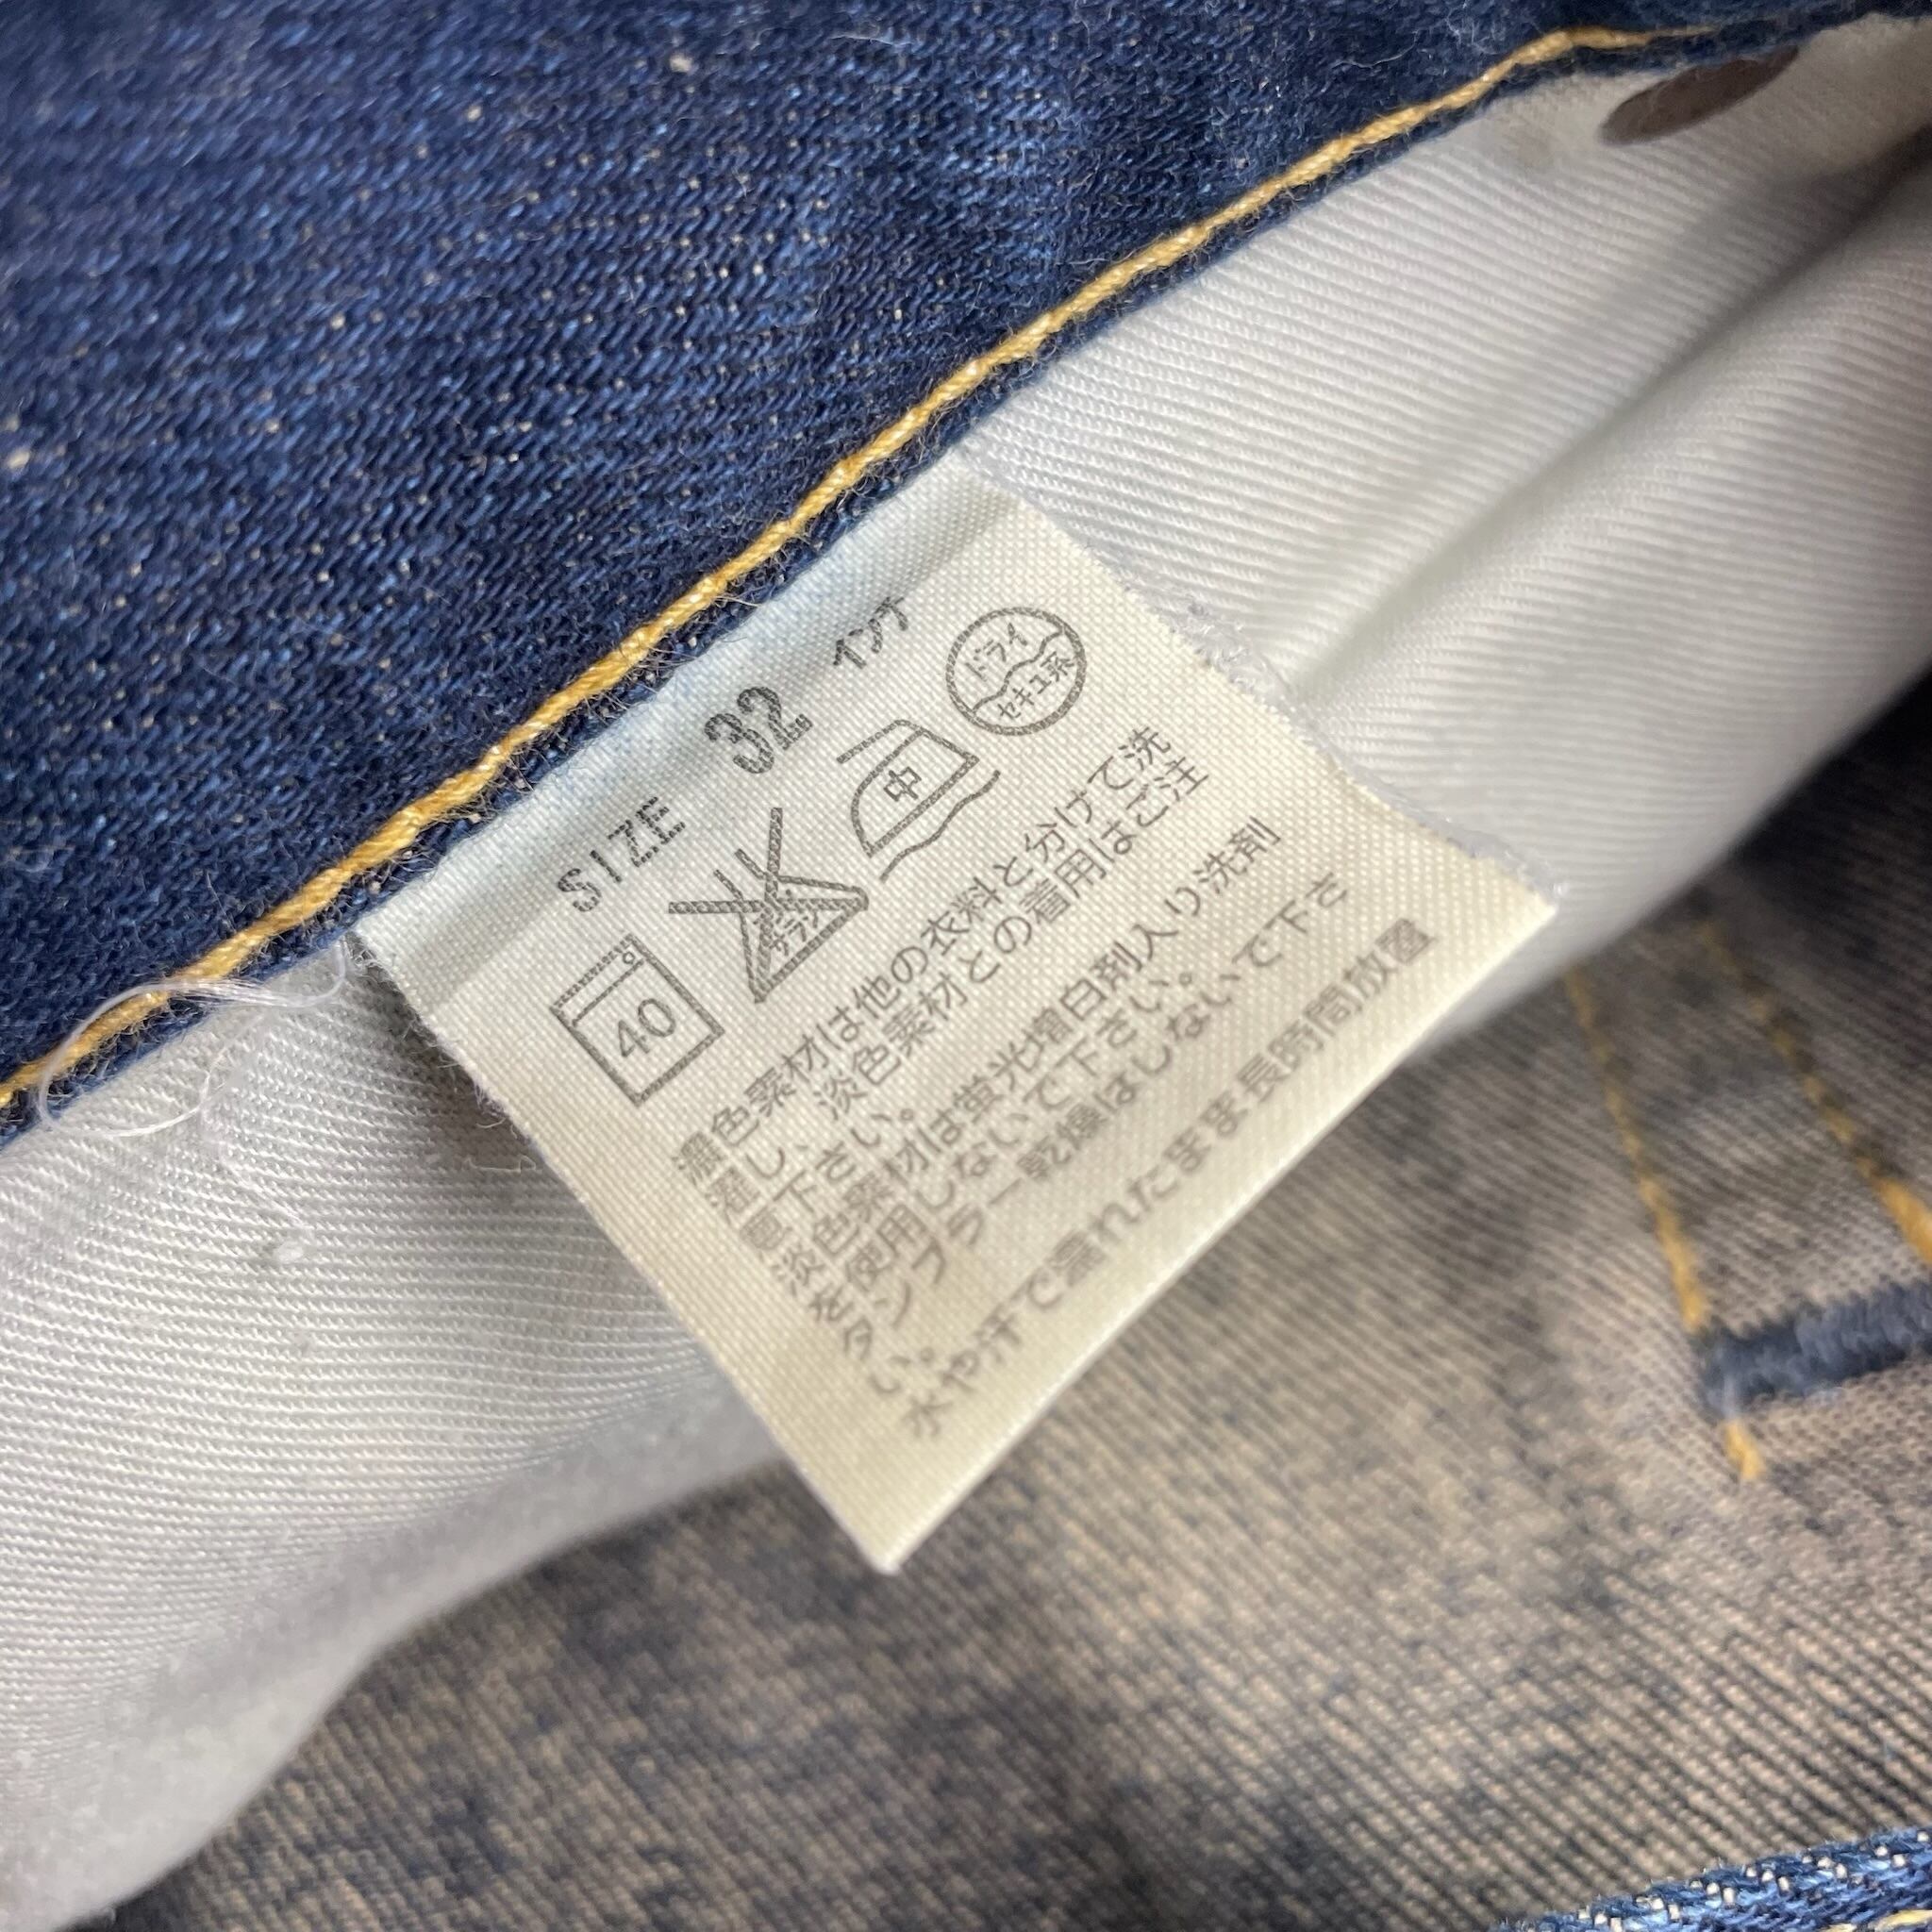 SIZE 32 インチ
40 サラシ 中 ドライ セキユ系
濃色素材は他の衣料と分けて洗
濯し、淡色素材との着用はご注
意下さい。
淡色素材は蛍光増白剤入り洗剤
を使用しないで下さい。
タンブラー乾燥はしないで下さ
い。
水や汗で濡れたまま長時間放置